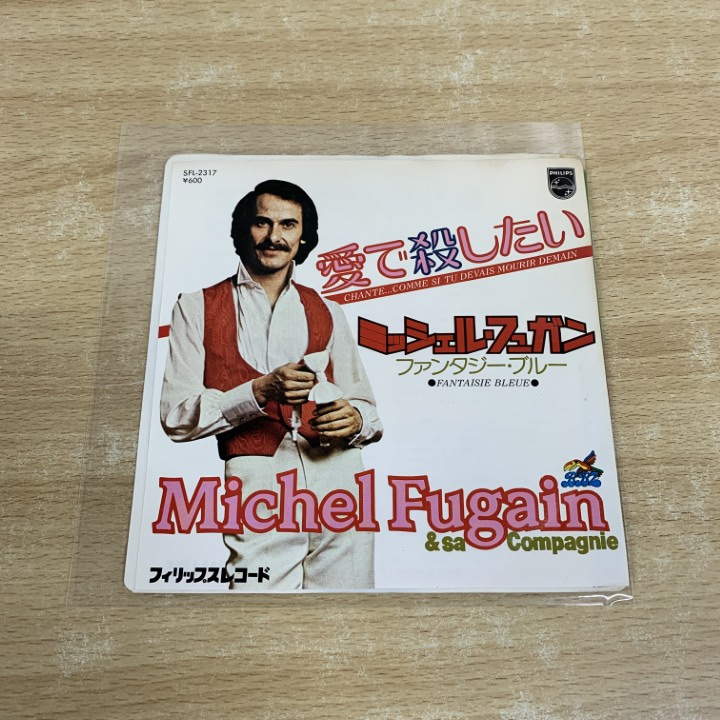 SFL-2317
¥600
PHILIPS
愛で殺したい
CHANTE...COMME SI TU DEVAIS MOURIR DEMAIN
ミッシェル・フュガン
ファンタジー・ブルー
●FANTAISIE BLEUE●
Michel Fugain
& sa Compagnie
フィリップスレコード